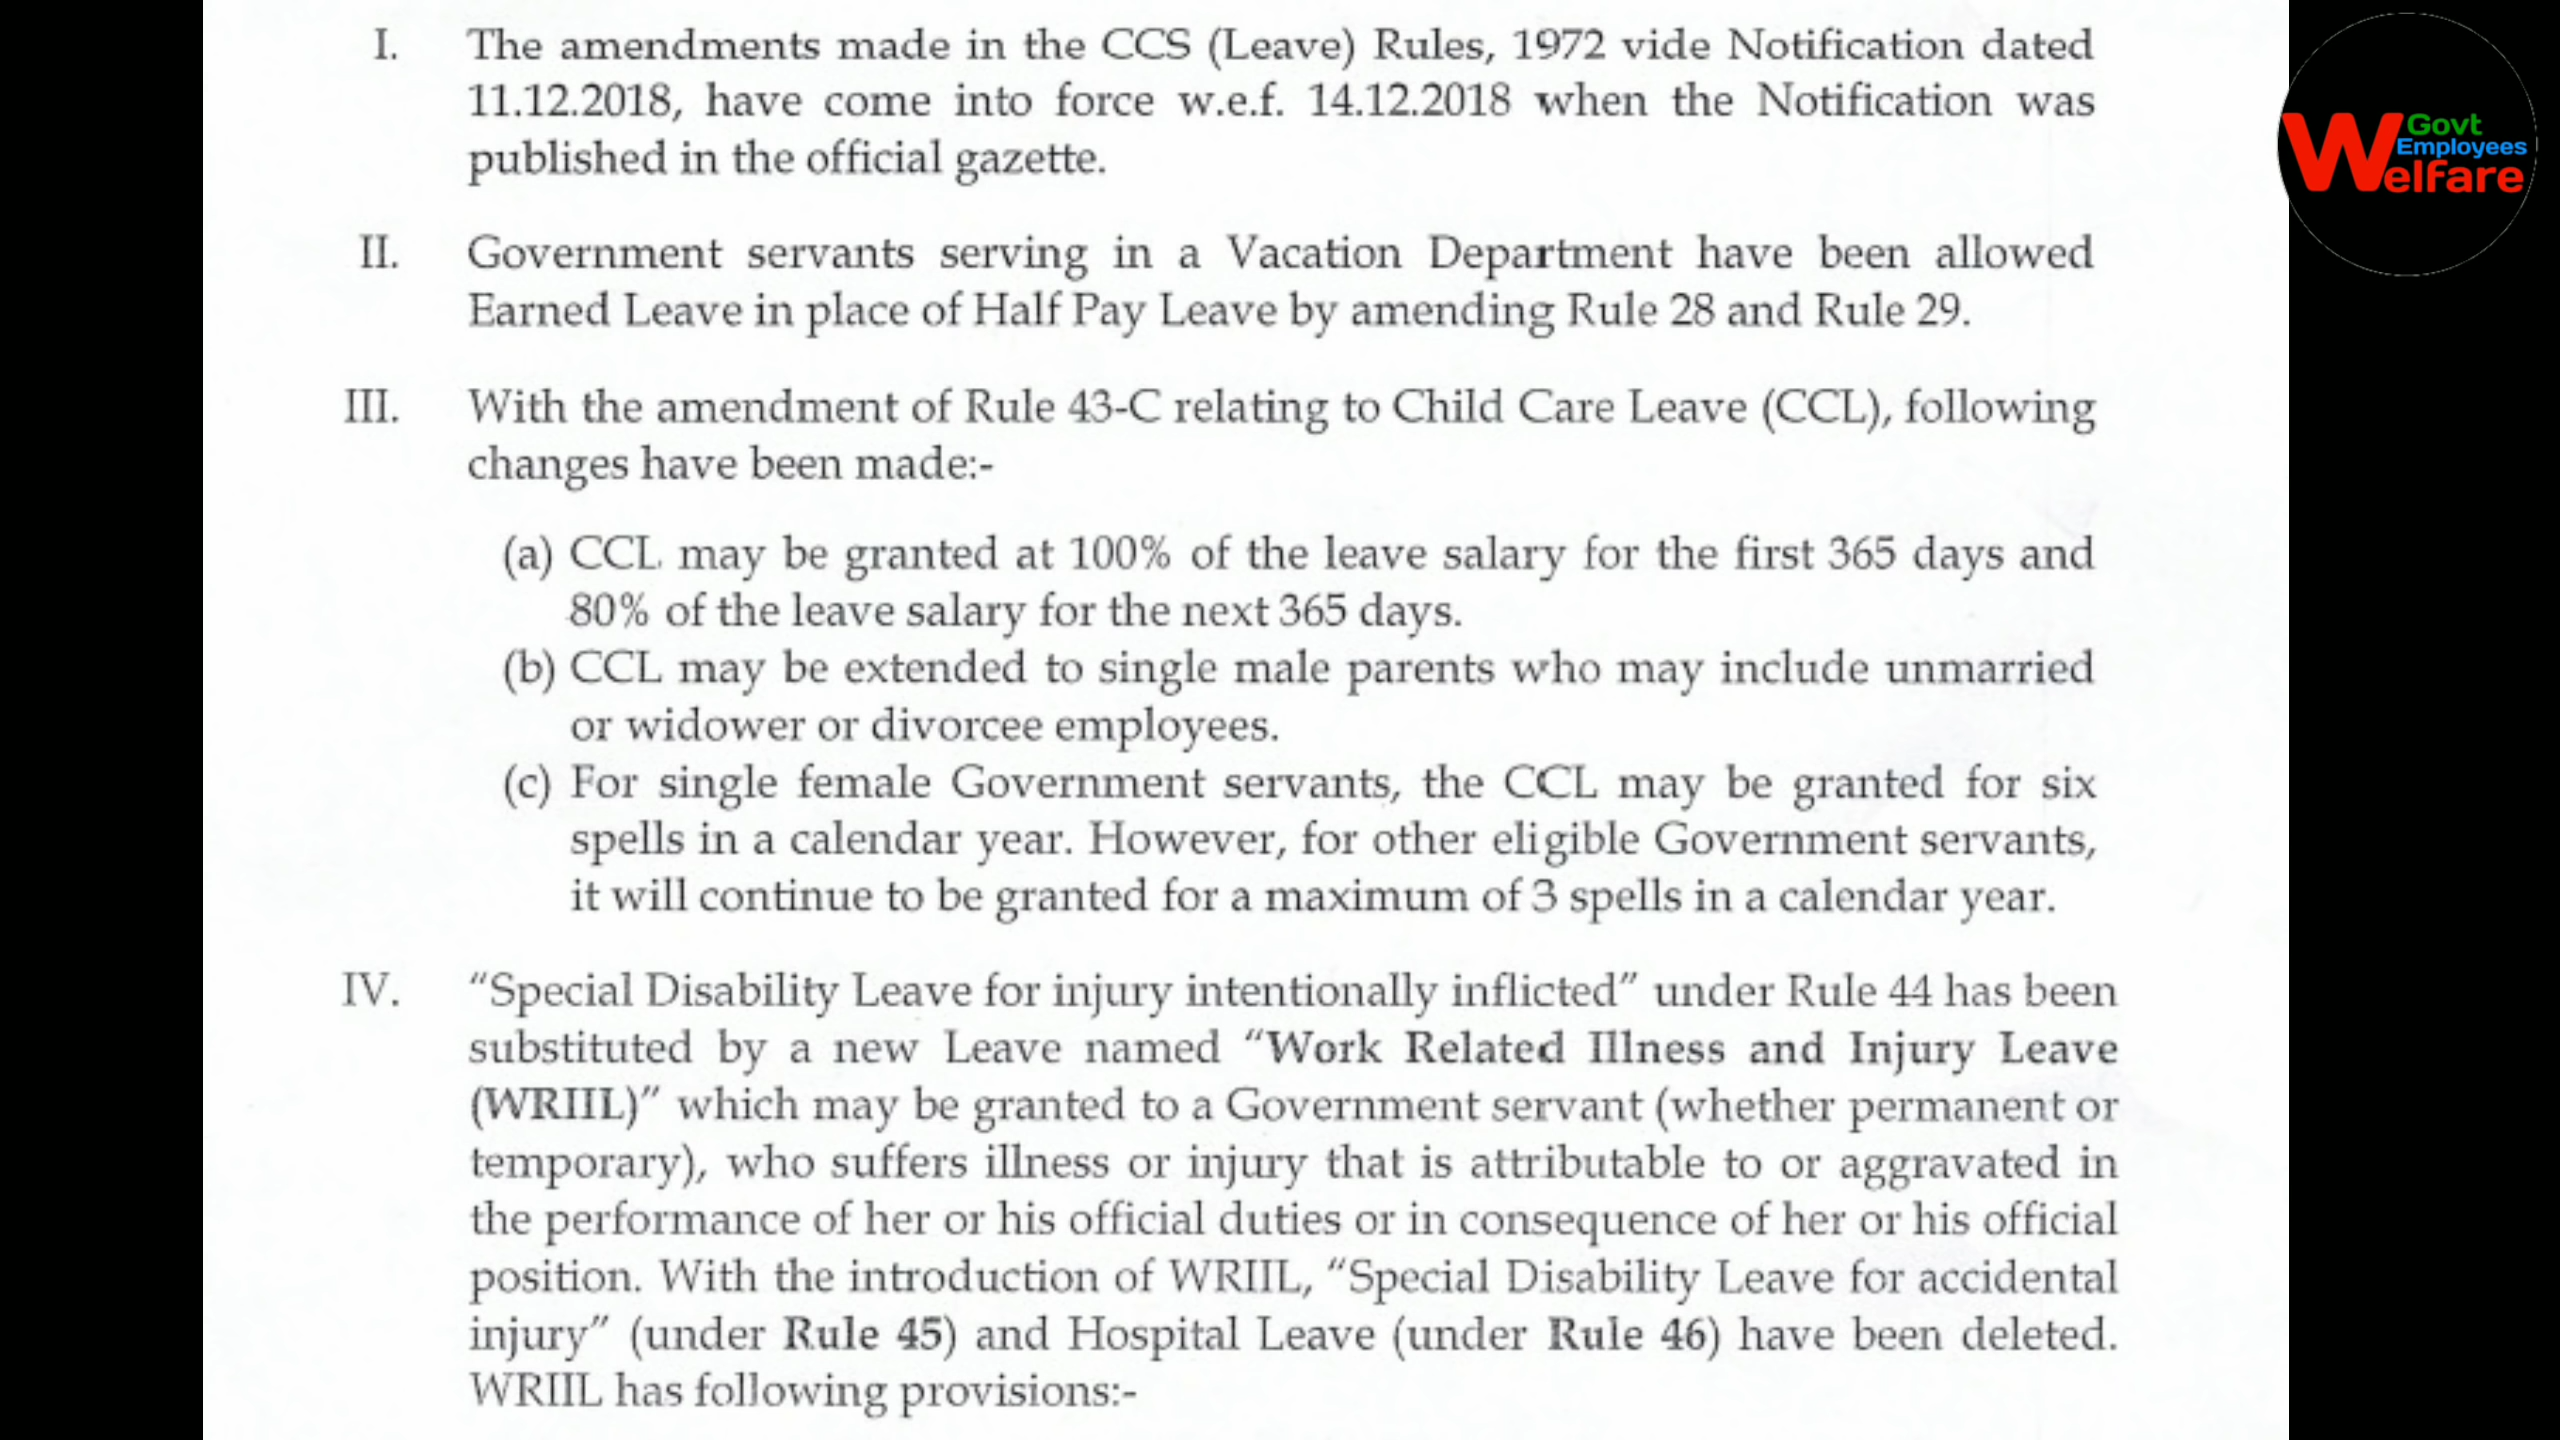 I. The amendments made in the CCS (Leave) Rules, 1972 vide Notification dated
11.12.2018, have come into force w.e.f. 14.12.2018 when the Notification was
published in the official gazette.
II. Government servants serving in a Vacation Department have been allowed
Earned Leave in place of Half Pay Leave by amending Rule 28 and Rule 29.
III. With the amendment of Rule 43-C relating to Child Care Leave (CCL), following
changes have been made:-
(a) CCL may be granted at 100% of the leave salary for the first 365 days and
80% of the leave salary for the next 365 days.
(b) CCL may be extended to single male parents who may include unmarried
or widower or divorcee employees.
(c) For single female Government servants, the CCL may be granted for six
spells in a calendar year. However, for other eligible Government servants,
it will continue to be granted for a maximum of 3 spells in a calendar year.
IV. “Special Disability Leave for injury intentionally inflicted” under Rule 44 has been
substituted by a new Leave named “Work Related Illness and Injury Leave
(WRIIL)” which may be granted to a Government servant (whether permanent or
temporary), who suffers illness or injury that is attributable to or aggravated in
the performance of her or his official duties or in consequence of her or his official
position. With the introduction of WRIIL, “Special Disability Leave for accidental
injury” (under Rule 45) and Hospital Leave (under Rule 46) have been deleted.
WRIIL has following provisions:-
Govt
Employees
Welfare